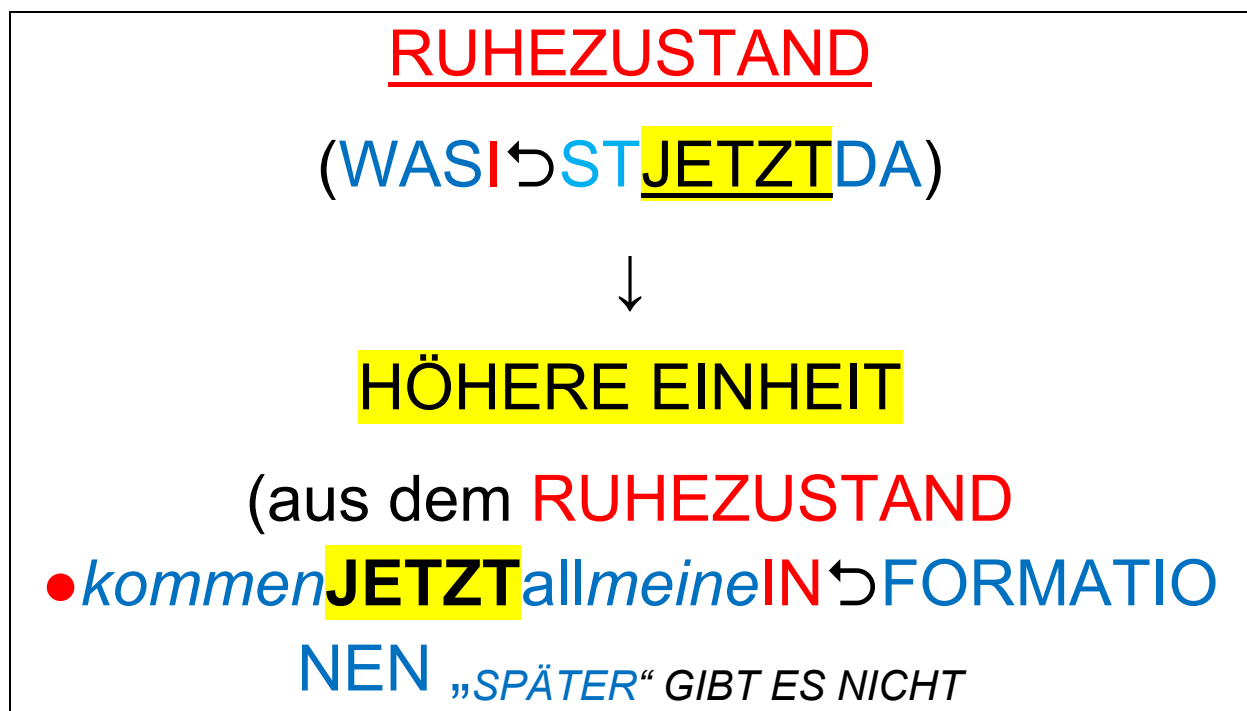 RUHEZUSTAND
(WASI⮌STJETZTDA)
↓
HÖHERE EINHEIT
(aus dem RUHEZUSTAND
●kommenJETZTallmeineIN⮌FORMATIO
NEN „SPÄTER“ GIBT ES NICHT